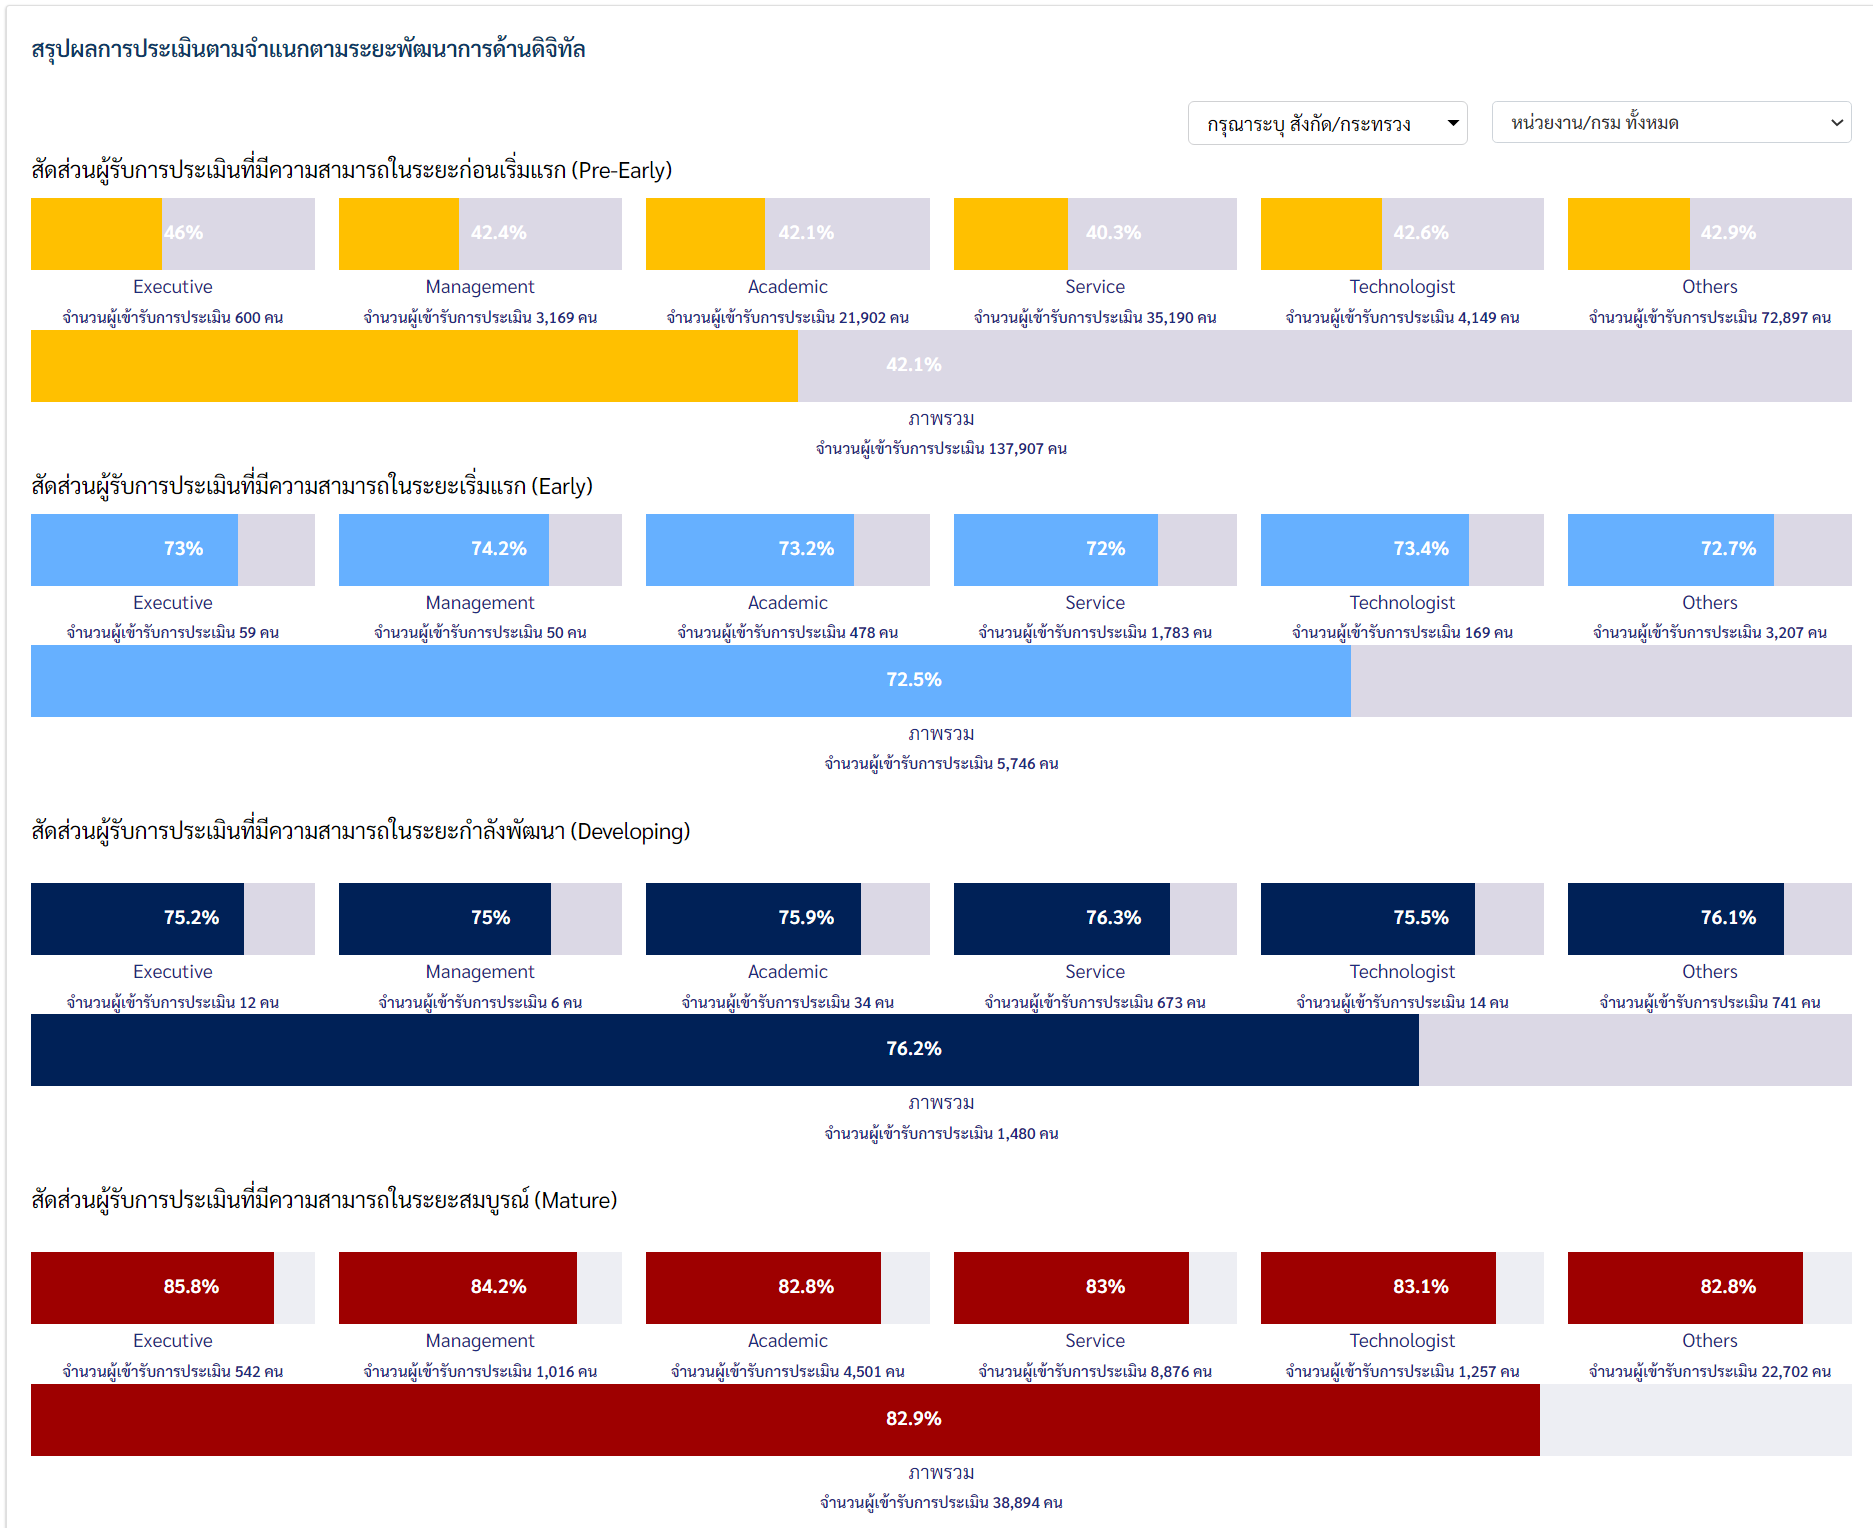 สรุปผลการประเมินตามจำแนกตามระยะพัฒนาการด้านดิจิทัล
กรุณาระบุ สังกัด/กระทรวง หน่วยงาน/กรม ทั้งหมด
สัดส่วนผู้รับการประเมินที่มีความสามารถในระยะก่อนเริ่มแรก (Pre-Early)
46% 42.4% 42.1% 40.3% 42.6% 42.9%
Executive Management Academic Service Technologist Others
จำนวนผู้เข้ารับการประเมิน 600 คน จำนวนผู้เข้ารับการประเมิน 3,169 คน จำนวนผู้เข้ารับการประเมิน 21,902 คน จำนวนผู้เข้ารับการประเมิน 35,190 คน จำนวนผู้เข้ารับการประเมิน 4,149 คน จำนวนผู้เข้ารับการประเมิน 72,897 คน
42.1%
ภาพรวม
จำนวนผู้เข้ารับการประเมิน 137,907 คน
สัดส่วนผู้รับการประเมินที่มีความสามารถในระยะเริ่มแรก (Early)
73% 74.2% 73.2% 72% 73.4% 72.7%
Executive Management Academic Service Technologist Others
จำนวนผู้เข้ารับการประเมิน 59 คน จำนวนผู้เข้ารับการประเมิน 50 คน จำนวนผู้เข้ารับการประเมิน 478 คน จำนวนผู้เข้ารับการประเมิน 1,783 คน จำนวนผู้เข้ารับการประเมิน 169 คน จำนวนผู้เข้ารับการประเมิน 3,207 คน
72.5%
ภาพรวม
จำนวนผู้เข้ารับการประเมิน 5,746 คน
สัดส่วนผู้รับการประเมินที่มีความสามารถในระยะกำลังพัฒนา (Developing)
75.2% 75% 75.9% 76.3% 75.5% 76.1%
Executive Management Academic Service Technologist Others
จำนวนผู้เข้ารับการประเมิน 12 คน จำนวนผู้เข้ารับการประเมิน 6 คน จำนวนผู้เข้ารับการประเมิน 34 คน จำนวนผู้เข้ารับการประเมิน 673 คน จำนวนผู้เข้ารับการประเมิน 14 คน จำนวนผู้เข้ารับการประเมิน 741 คน
76.2%
ภาพรวม
จำนวนผู้เข้ารับการประเมิน 1,480 คน
สัดส่วนผู้รับการประเมินที่มีความสามารถในระยะสมบูรณ์ (Mature)
85.8% 84.2% 82.8% 83% 83.1% 82.8%
Executive Management Academic Service Technologist Others
จำนวนผู้เข้ารับการประเมิน 542 คน จำนวนผู้เข้ารับการประเมิน 1,016 คน จำนวนผู้เข้ารับการประเมิน 4,501 คน จำนวนผู้เข้ารับการประเมิน 8,876 คน จำนวนผู้เข้ารับการประเมิน 1,257 คน จำนวนผู้เข้ารับการประเมิน 22,702 คน
82.9%
ภาพรวม
จำนวนผู้เข้ารับการประเมิน 38,894 คน